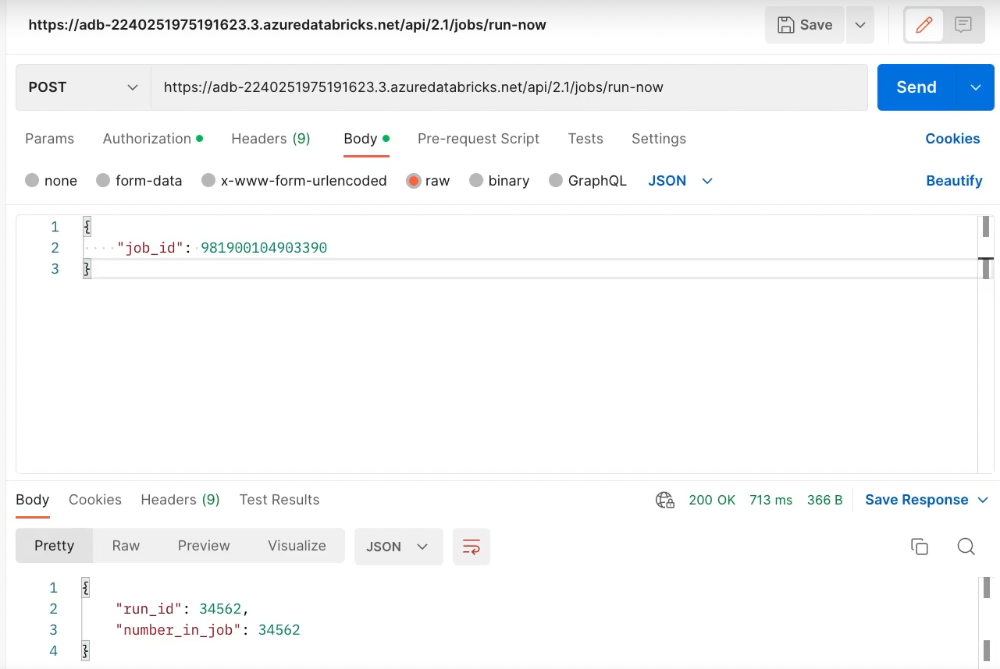 https://adb-2240251975191623.3.azuredatabricks.net/api/2.1/jobs/run-now
Save
POST
https://adb-2240251975191623.3.azuredatabricks.net/api/2.1/jobs/run-now
Send
Params Authorization Headers (9) Body Pre-request Script Tests Settings Cookies
none form-data x-www-form-urlencoded raw binary GraphQL JSON Beautify
1 {
2 ····"job_id":·981900104903390
3 }
Body Cookies Headers (9) Test Results 200 OK 713 ms 366 B Save Response
Pretty Raw Preview Visualize JSON
1 {
2 "run_id": 34562,
3 "number_in_job": 34562
4 }